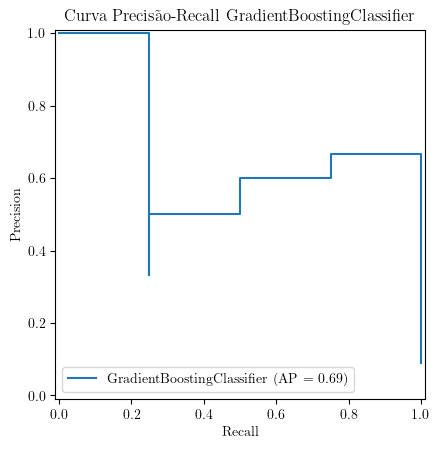 Curva Precisão-Recall GradientBoostingClassifier
1.0
0.8
0.6
0.4
0.2
0.0
Precision
GradientBoostingClassifier (AP = 0.69)
0.0 0.2 0.4 0.6 0.8 1.0
Recall